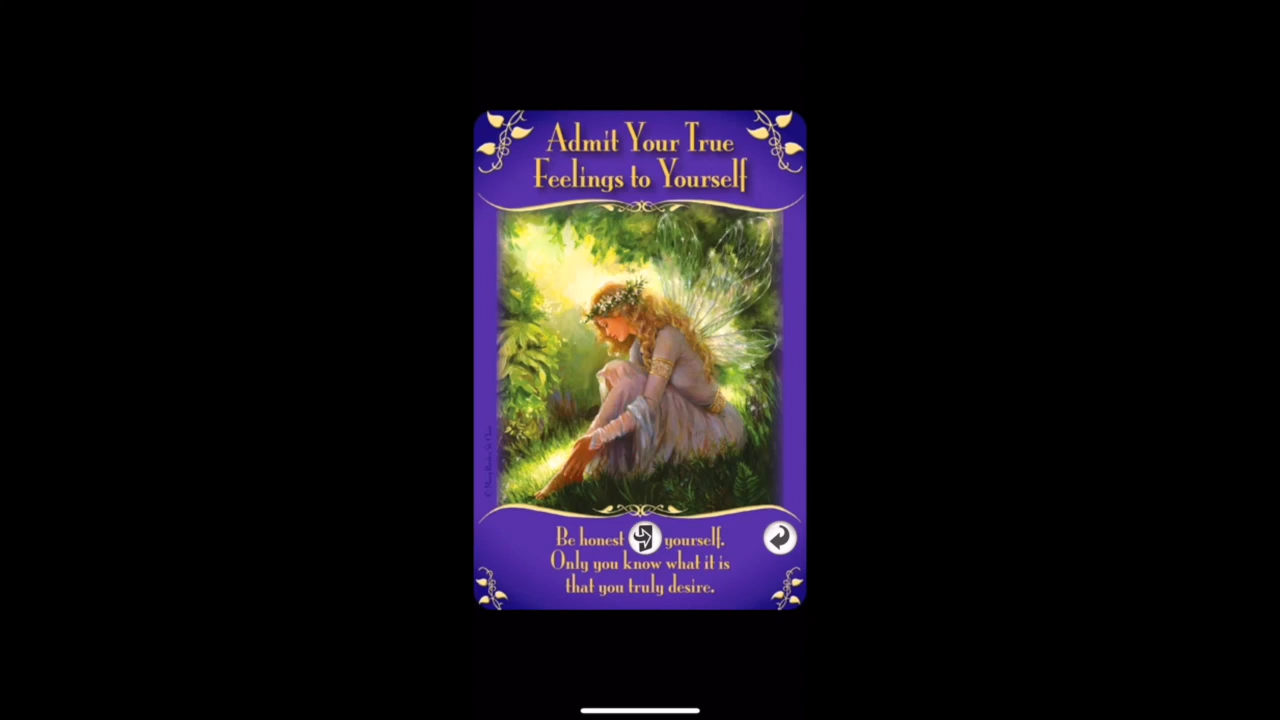 Admit Your True
Feelings to Yourself
Be honest yourself.
Only you know what it is
that you truly desire.